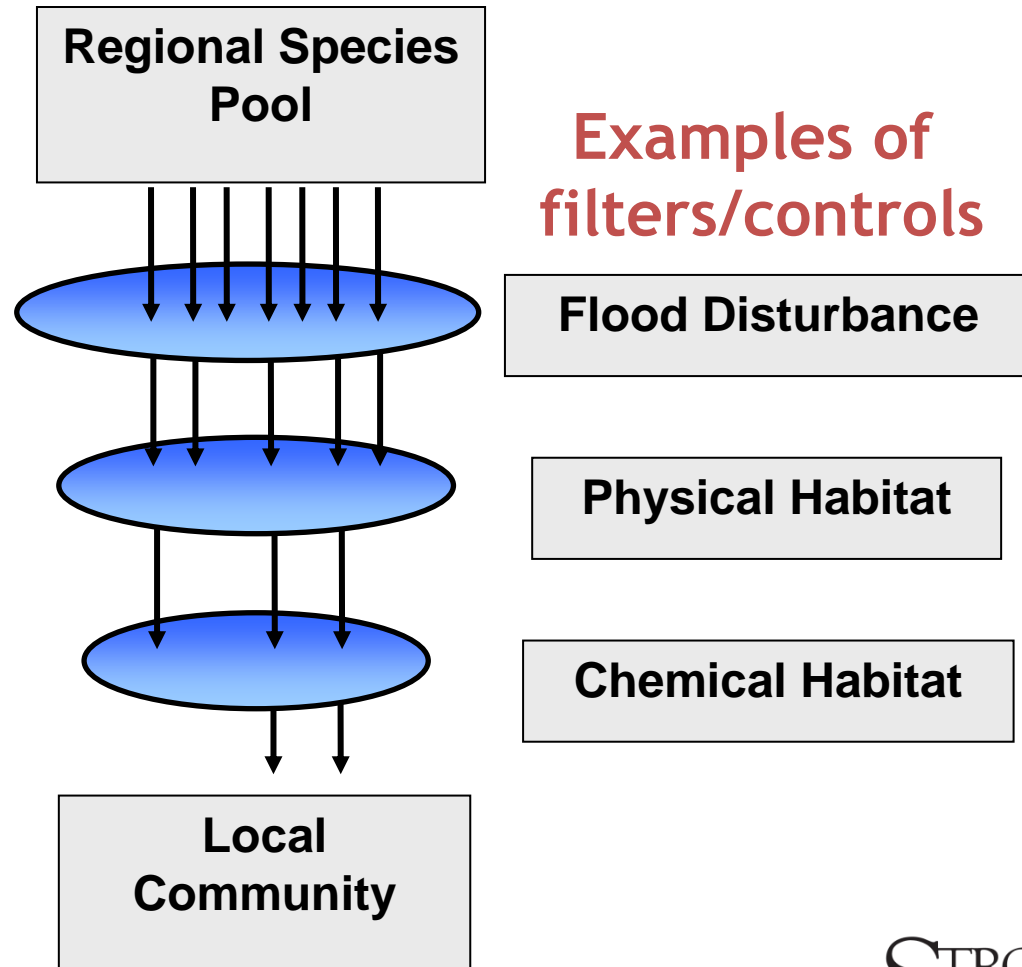 Regional Species
Pool
Examples of
filters/controls
Flood Disturbance
Physical Habitat
Chemical Habitat
Local
Community